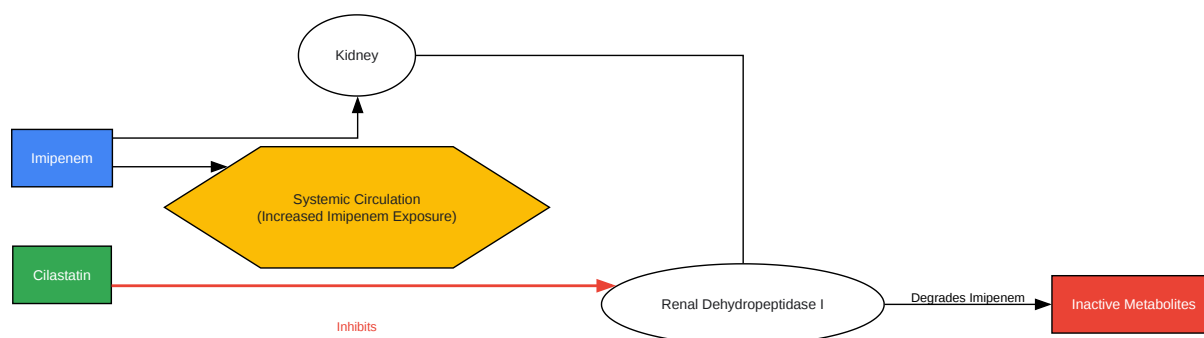 Kidney
Imipenem
Systemic Circulation
(Increased Imipenem Exposure)
Cilastatin
Inhibits
Renal Dehydropeptidase I
Degrades Imipenem
Inactive Metabolites